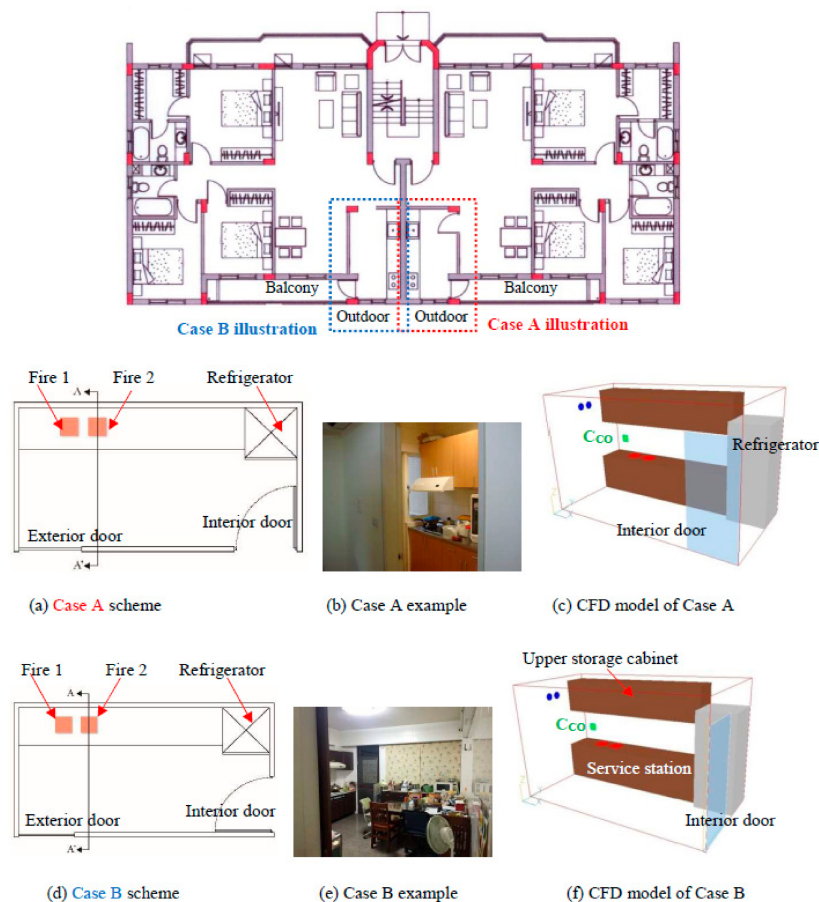 Balcony
Balcony
Outdoor
Outdoor
Case B illustration
Case A illustration
Fire 1
A
Fire 2
Refrigerator
Cco
Refrigerator
Interior door
Exterior door
Interior door
A'
(a) Case A scheme
(b) Case A example
(c) CFD model of Case A
Upper storage cabinet
Fire 1
A
Fire 2
Refrigerator
Cco
Service station
Interior door
Exterior door
Interior door
A'
(d) Case B scheme
(e) Case B example
(f) CFD model of Case B